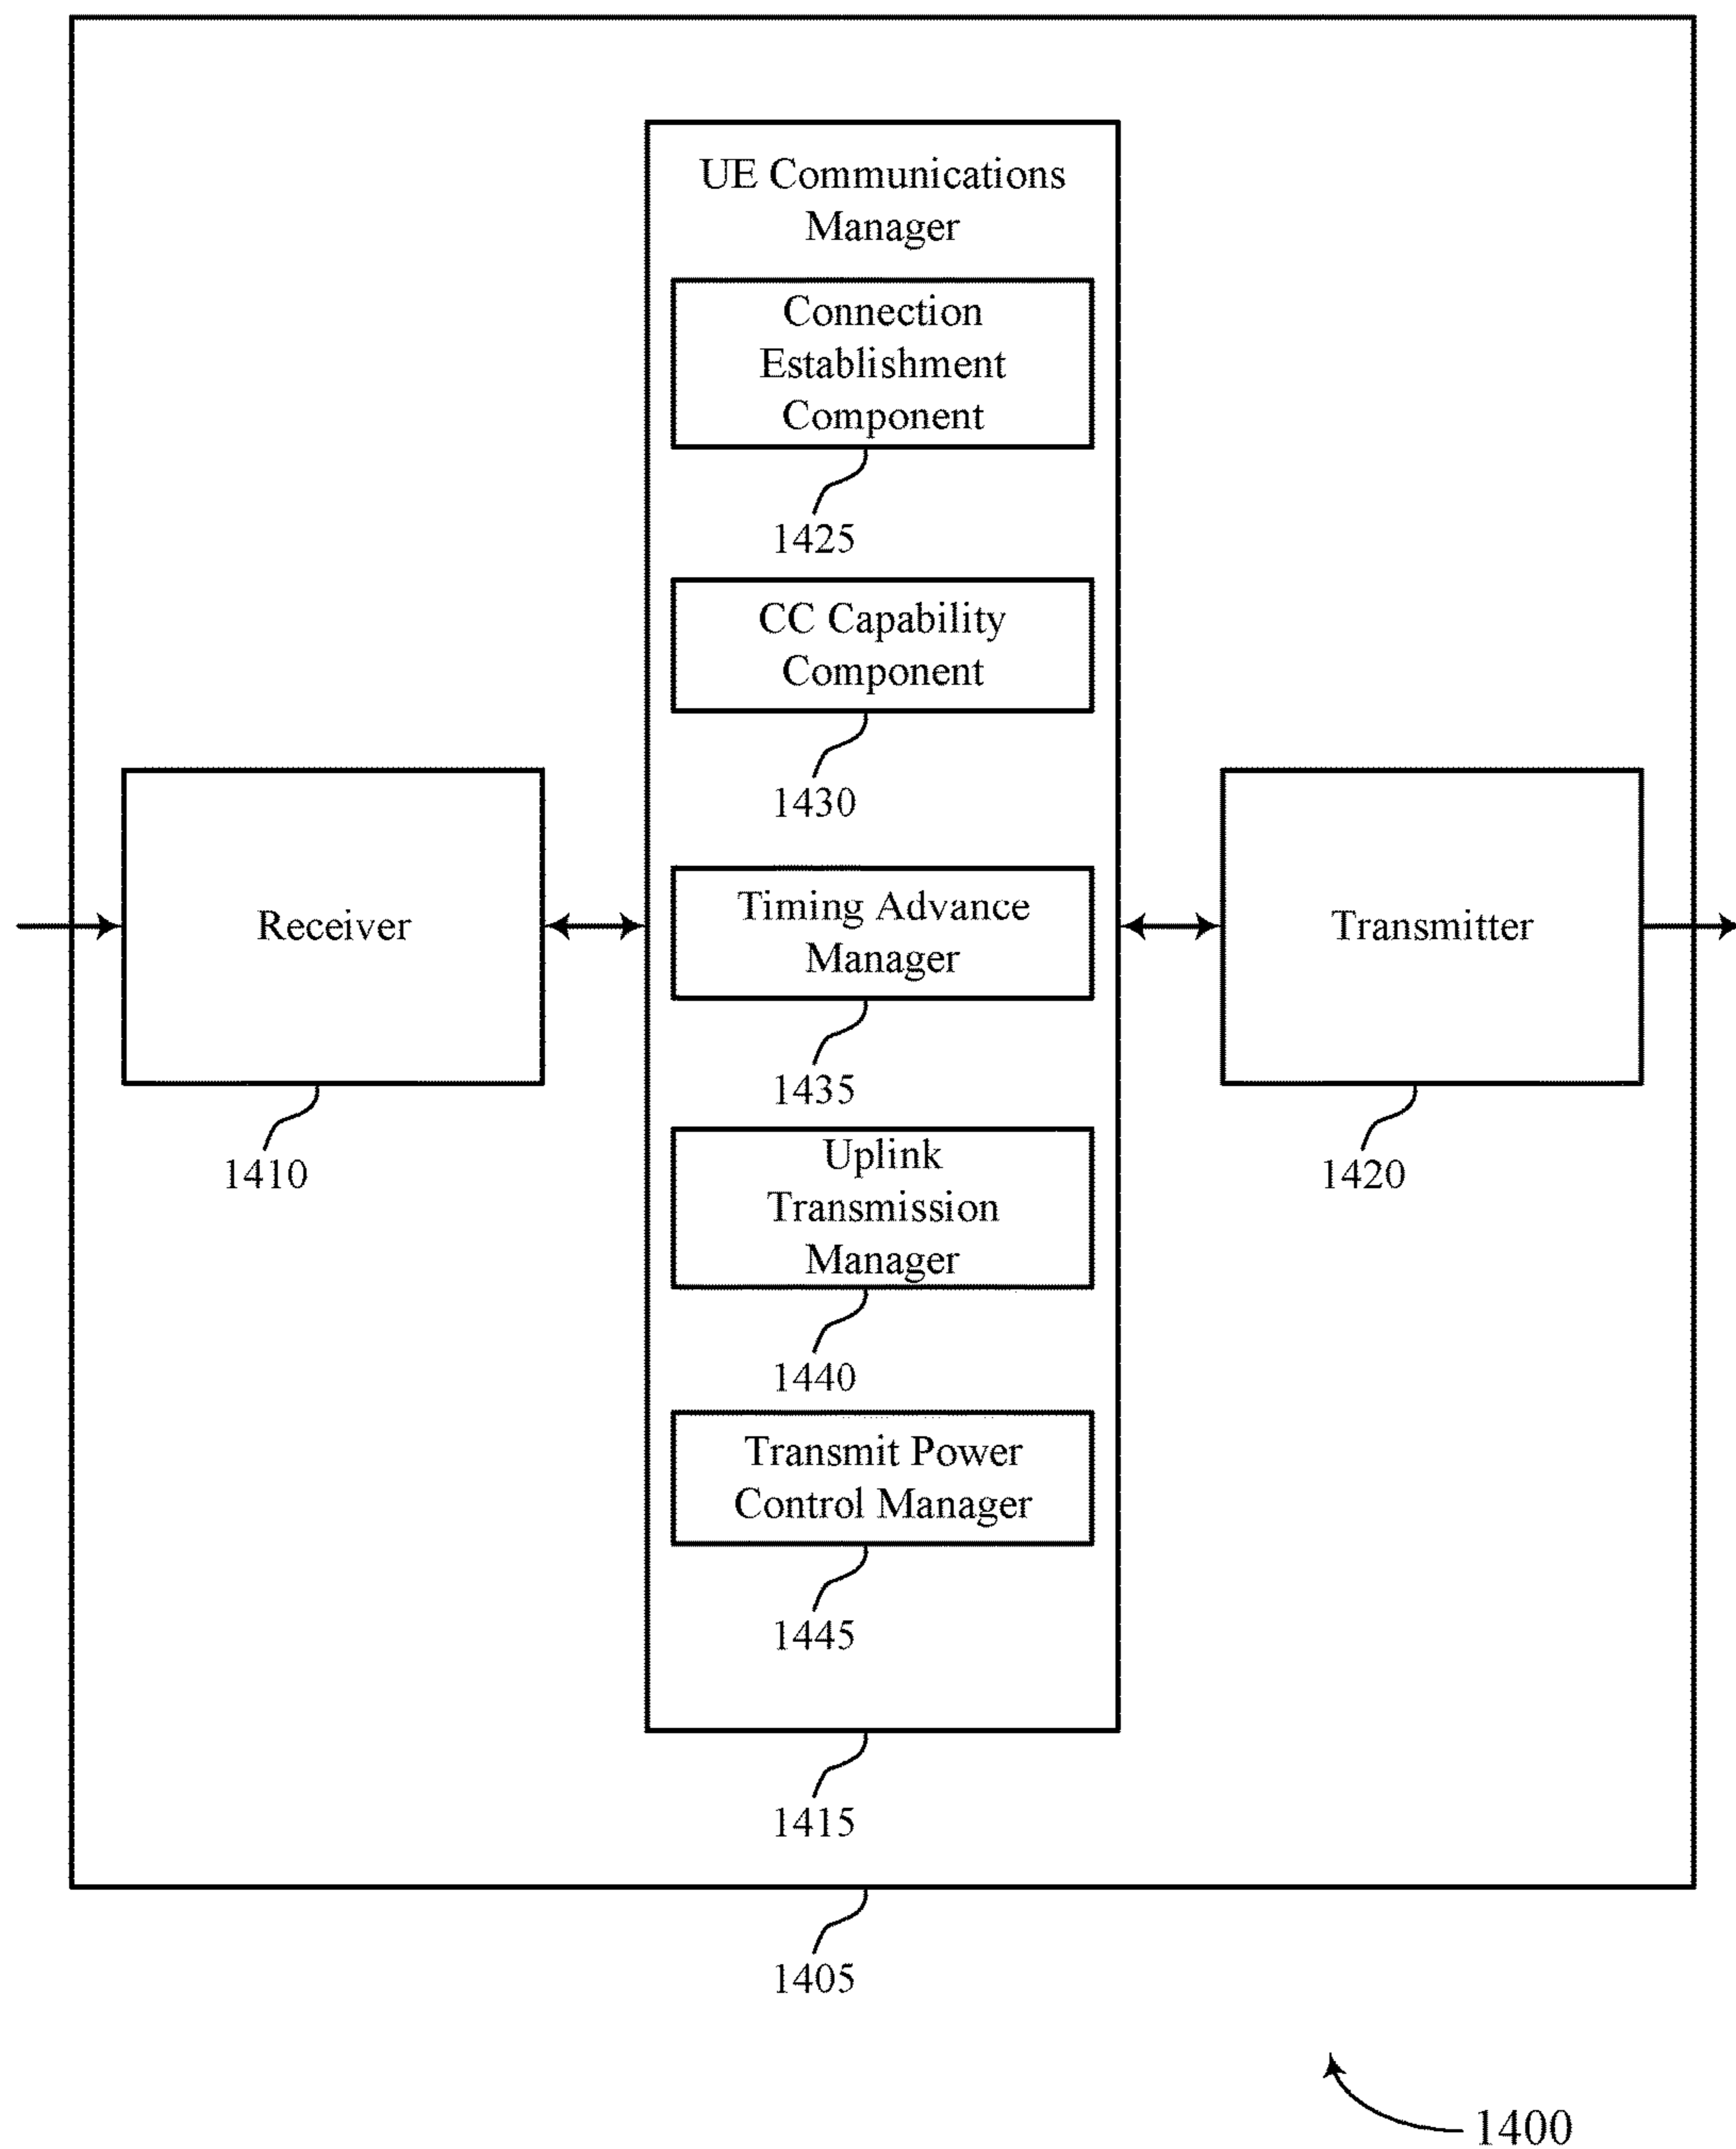 UE Communications
Manager
Connection
Establishment
Component
1425
CC Capability
Component
1430
Timing Advance
Manager
1435
Receiver
1410
Transmitter
1420
Uplink
Transmission
Manager
1440
Transmit Power
Control Manager
1445
1415
1405
1400